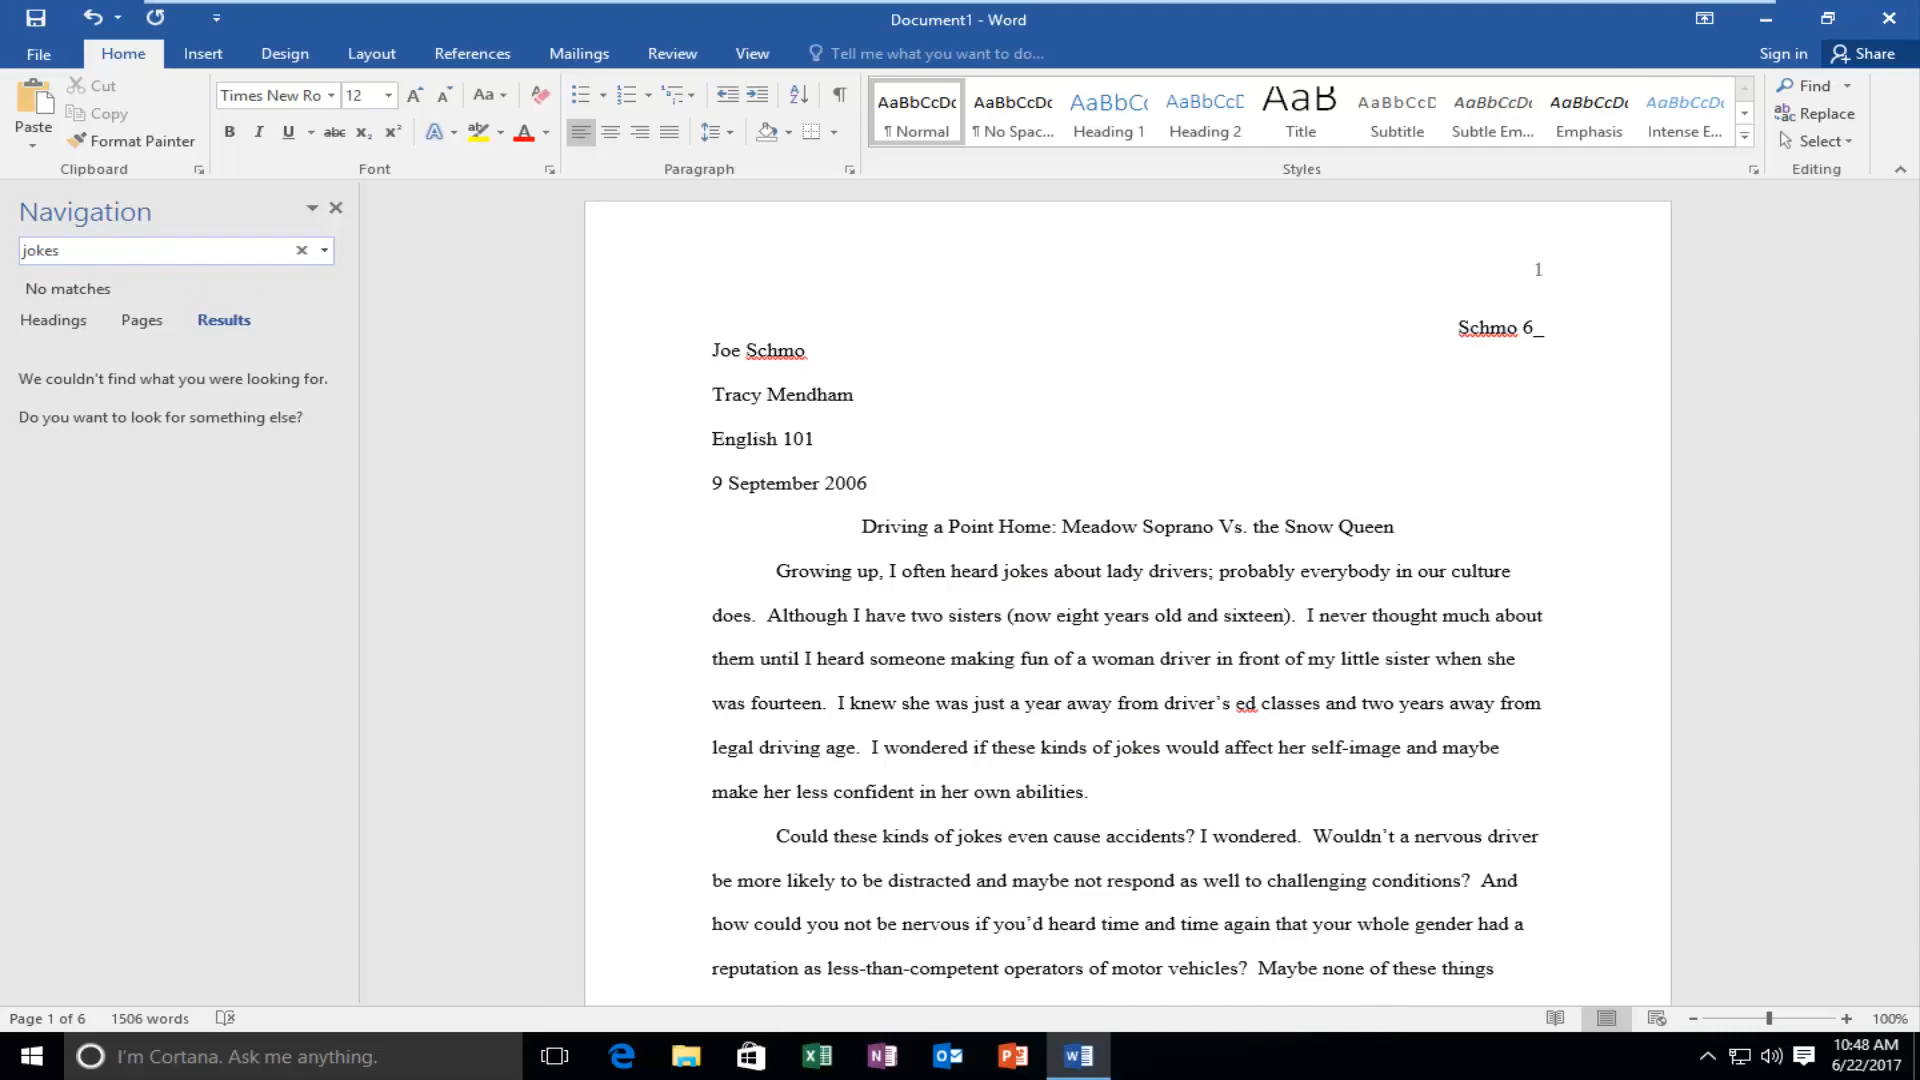 Document1 - Word
File Home Insert Design Layout References Mailings Review View Tell me what you want to do... Sign in Share
Paste
Cut
Copy
Format Painter
Clipboard
Times New Ro 12 Aa
B I U abc x₂ x² A A
Font
Paragraph
AaBbCcDc AaBbCcDc AaBbCc AaBbCcD AaB AaBbCcD AaBbCcDc AaBbCcDc AaBbCcDc
¶ Normal ¶ No Spac... Heading 1 Heading 2 Title Subtitle Subtle Em... Emphasis Intense E...
Styles
Find
Replace
Select
Editing
Navigation
jokes
No matches
Headings Pages Results
We couldn't find what you were looking for.
Do you want to look for something else?
1
Schmo 6_
Joe Schmo
Tracy Mendham
English 101
9 September 2006
Driving a Point Home: Meadow Soprano Vs. the Snow Queen
Growing up, I often heard jokes about lady drivers; probably everybody in our culture
does.  Although I have two sisters (now eight years old and sixteen).  I never thought much about
them until I heard someone making fun of a woman driver in front of my little sister when she
was fourteen.  I knew she was just a year away from driver’s ed classes and two years away from
legal driving age.  I wondered if these kinds of jokes would affect her self-image and maybe
make her less confident in her own abilities.
Could these kinds of jokes even cause accidents? I wondered.  Wouldn’t a nervous driver
be more likely to be distracted and maybe not respond as well to challenging conditions?  And
how could you not be nervous if you’d heard time and time again that your whole gender had a
reputation as less-than-competent operators of motor vehicles?  Maybe none of these things
Page 1 of 6 1506 words 100%
I'm Cortana. Ask me anything.
10:48 AM
6/22/2017